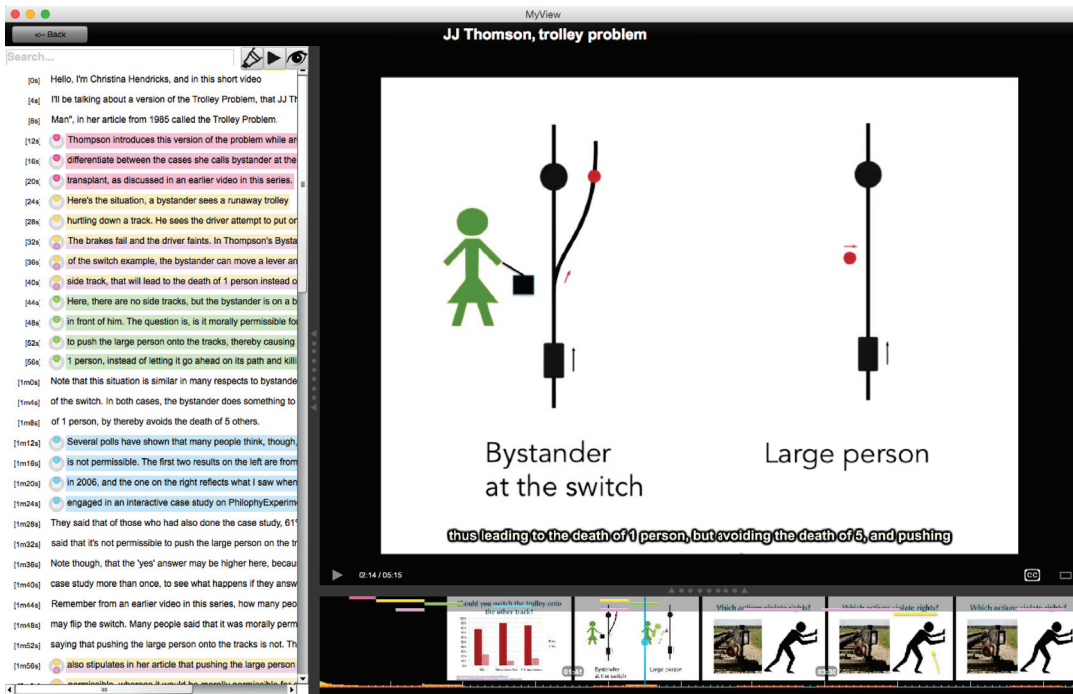 MyView
<-- Back
JJ Thomson, trolley problem
Search...
[0s] Hello, I'm Christina Hendricks, and in this short video
[4s] I'll be talking about a version of the Trolley Problem, that JJ Th
[8s] Man", in her article from 1985 called the Trolley Problem.
[12s] Thompson introduces this version of the problem while ar
[16s] differentiate between the cases she calls bystander at the
[20s] transplant, as discussed in an earlier video in this series.
[24s] Here's the situation, a bystander sees a runaway trolley
[28s] hurtling down a track. He sees the driver attempt to put on
[32s] The brakes fail and the driver faints. In Thompson's Bysta
[36s] of the switch example, the bystander can move a lever an
[40s] side track, that will lead to the death of 1 person instead o
[44s] Here, there are no side tracks, but the bystander is on a b
[48s] in front of him. The question is, is it morally permissible for
[52s] to push the large person onto the tracks, thereby causing
[56s] 1 person, instead of letting it go ahead on its path and killi
[1m0s] Note that this situation is similar in many respects to bystande
[1m4s] of the switch. In both cases, the bystander does something to
[1m8s] of 1 person, by thereby avoids the death of 5 others.
[1m12s] Several polls have shown that many people think, though,
[1m16s] is not permissible. The first two results on the left are from
[1m20s] in 2006, and the one on the right reflects what I saw when
[1m24s] engaged in an interactive case study on PhilophyExperim
[1m28s] They said that of those who had also done the case study, 61%
[1m32s] said that it's not permissible to push the large person on the tr
[1m36s] Note though, that the 'yes' answer may be higher here, becau
[1m40s] case study more than once, to see what happens if they answ
[1m44s] Remember from an earlier video in this series, how many peo
[1m48s] may flip the switch. Many people said that it was morally perm
[1m52s] saying that pushing the large person onto the tracks is not. Th
[1m56s] also stipulates in her article that pushing the large person
Bystander
at the switch
Large person
thus leading to the death of 1 person, but avoiding the death of 5, and pushing
02:14 / 05:15
CC
Should you switch the trolley onto
the other track?
Bystander
at the switch
Large person
Which actions violate rights?
Which actions violate rights?
Which actions violate rights?